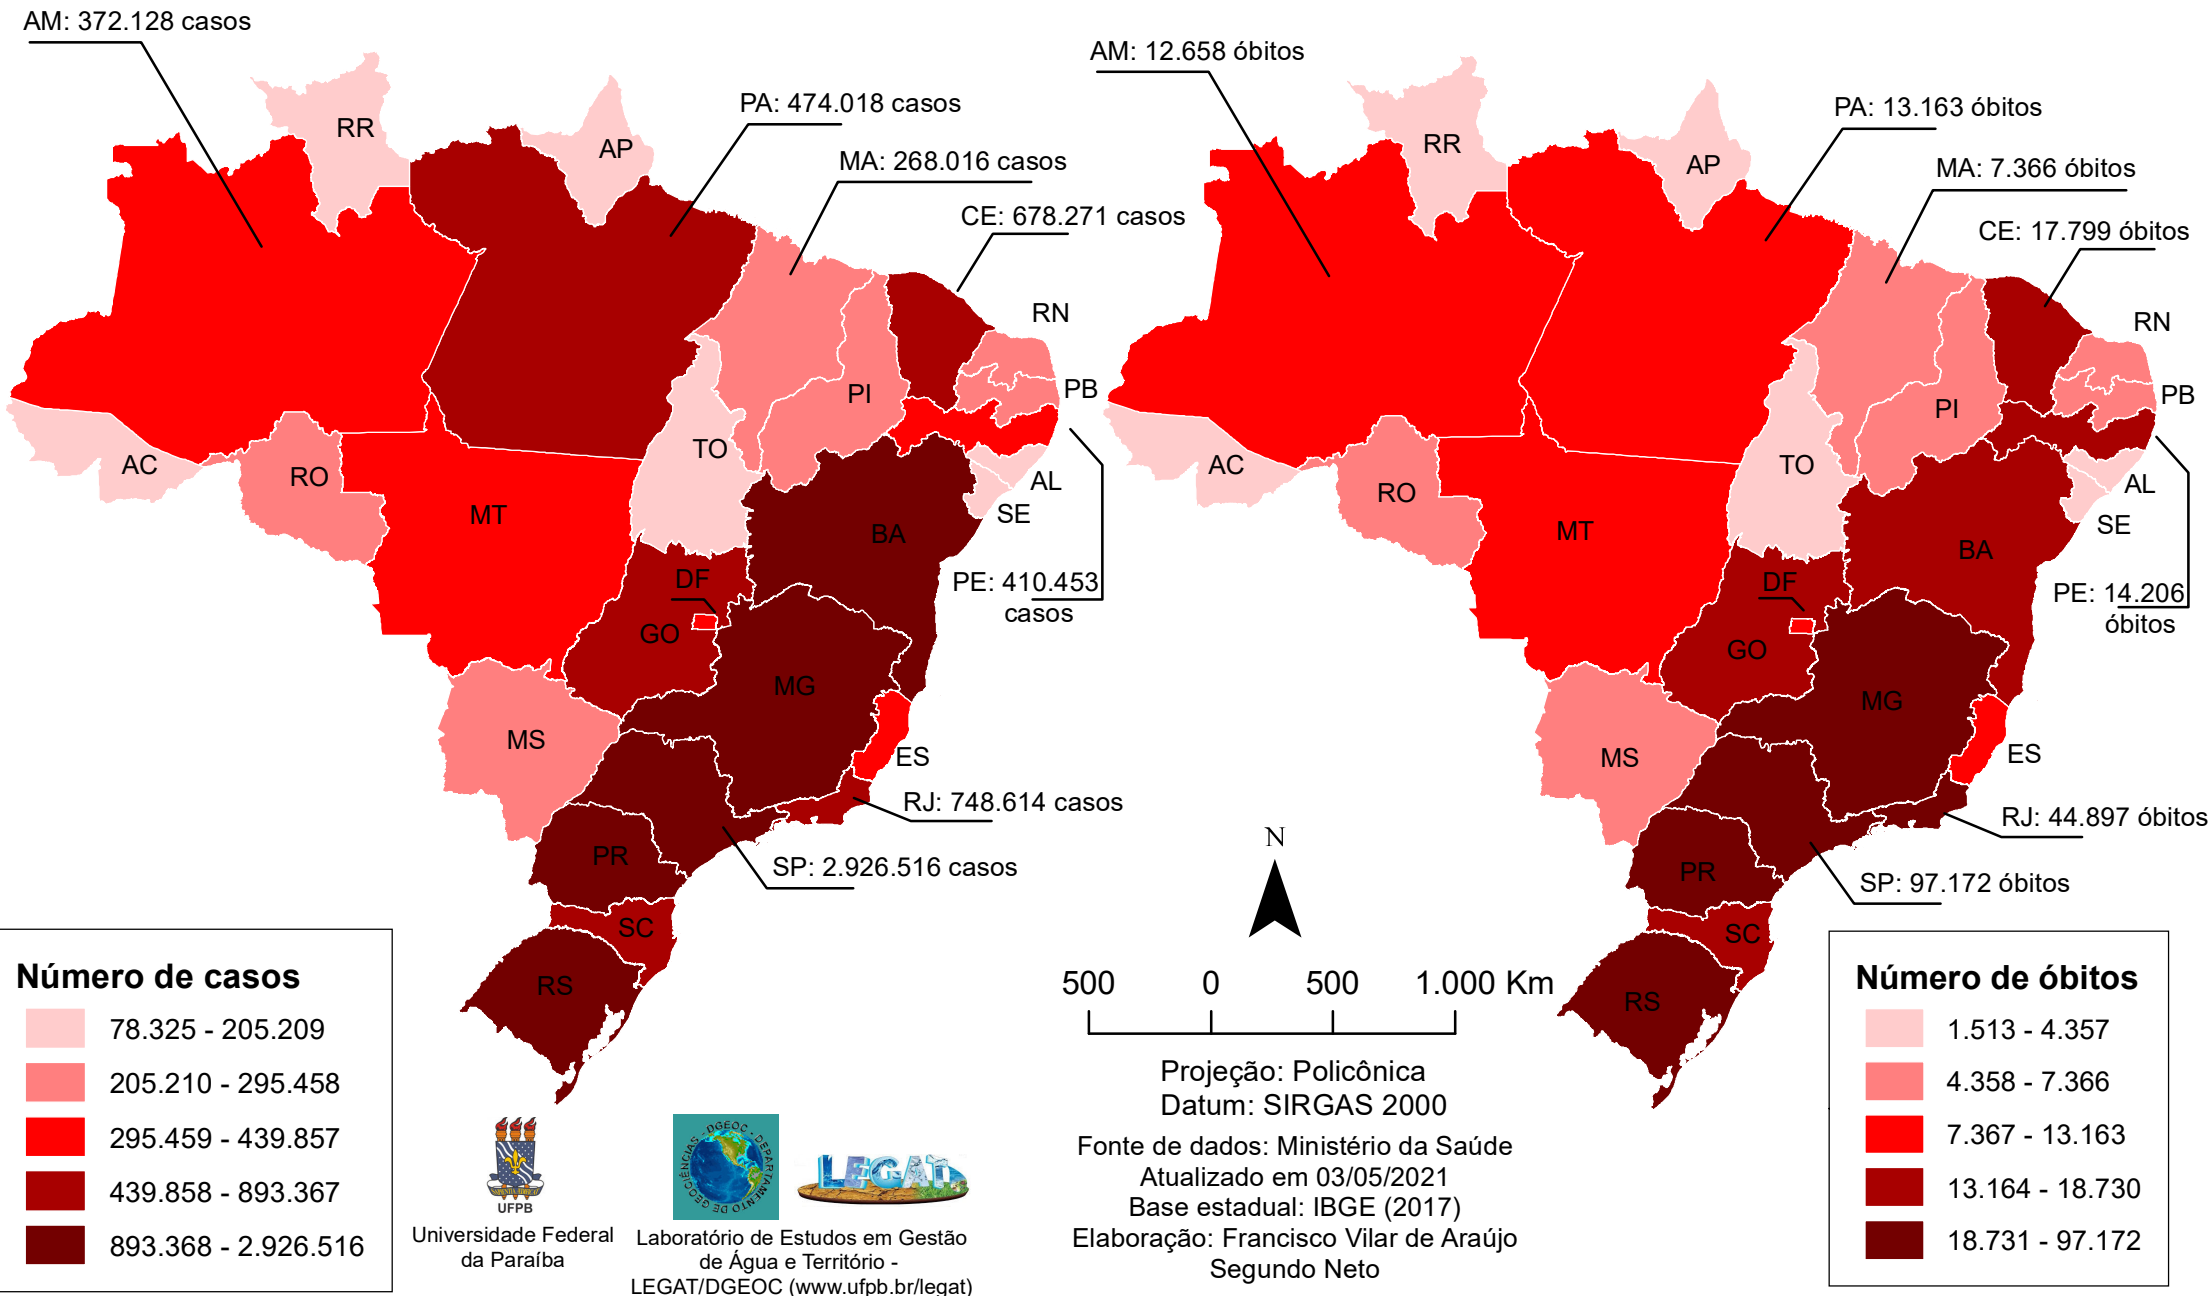 AM: 372.128 casos
RR
AP
PA: 474.018 casos
MA: 268.016 casos
CE: 678.271 casos
RN
PB
PI
TO
AC
RO
MT
AL
SE
BA
PE: 410.453
casos
DF
GO
MG
MS
ES
RJ: 748.614 casos
SP: 2.926.516 casos
PR
SC
RS
Número de casos
78.325 - 205.209
205.210 - 295.458
295.459 - 439.857
439.858 - 893.367
893.368 - 2.926.516
AM: 12.658 óbitos
RR
AP
PA: 13.163 óbitos
MA: 7.366 óbitos
CE: 17.799 óbitos
RN
PB
PI
TO
AC
RO
MT
AL
SE
BA
PE: 14.206
óbitos
DF
GO
MG
MS
ES
RJ: 44.897 óbitos
SP: 97.172 óbitos
PR
SC
RS
Número de óbitos
1.513 - 4.357
4.358 - 7.366
7.367 - 13.163
13.164 - 18.730
18.731 - 97.172
N
500 0 500 1.000 Km
Projeção: Policônica
Datum: SIRGAS 2000
Fonte de dados: Ministério da Saúde
Atualizado em 03/05/2021
Base estadual: IBGE (2017)
Elaboração: Francisco Vilar de Araújo
Segundo Neto
UFPB
Universidade Federal
da Paraíba
DGEOC - DEPARTAMENTO DE GEOCIÊNCIAS -
LEGAT
Laboratório de Estudos em Gestão
de Água e Território -
LEGAT/DGEOC (www.ufpb.br/legat)